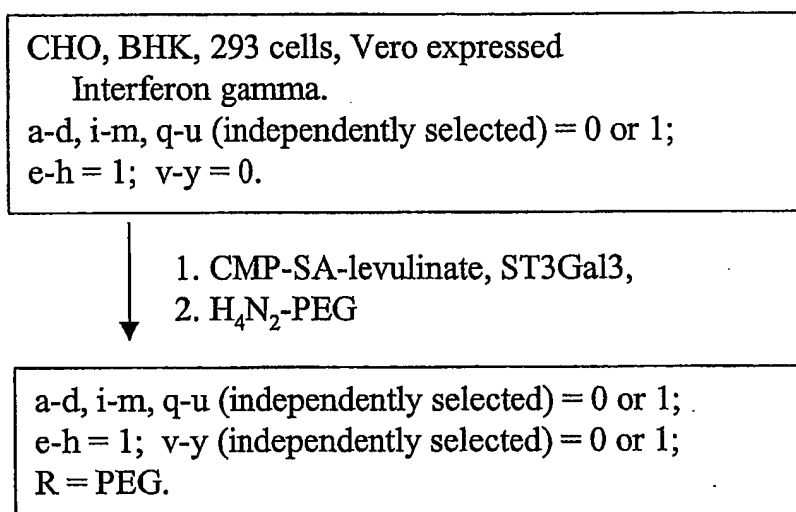 CHO, BHK, 293 cells, Vero expressed
Interferon gamma.
a-d, i-m, q-u (independently selected) = 0 or 1;
e-h = 1; v-y = 0.
1. CMP-SA-levulinate, ST3Gal3,
2. H₄N₂-PEG
a-d, i-m, q-u (independently selected) = 0 or 1;
e-h = 1; v-y (independently selected) = 0 or 1;
R = PEG.